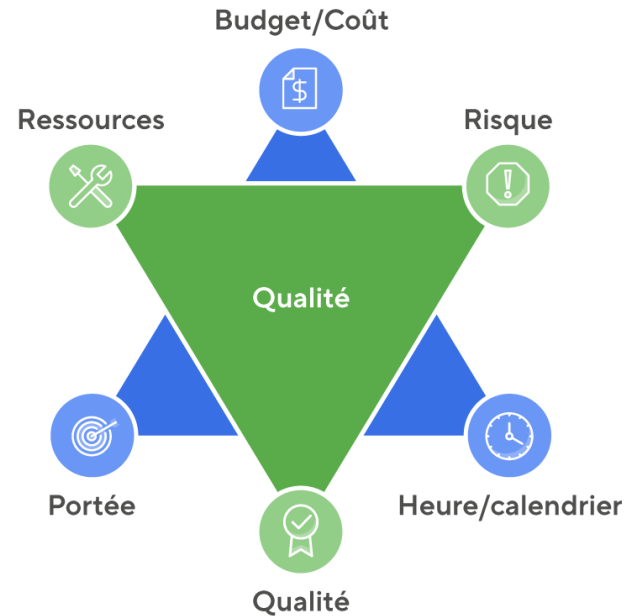 Budget/Coût
$
Ressources
Risque
!
Qualité
Portée
Heure/calendrier
Qualité